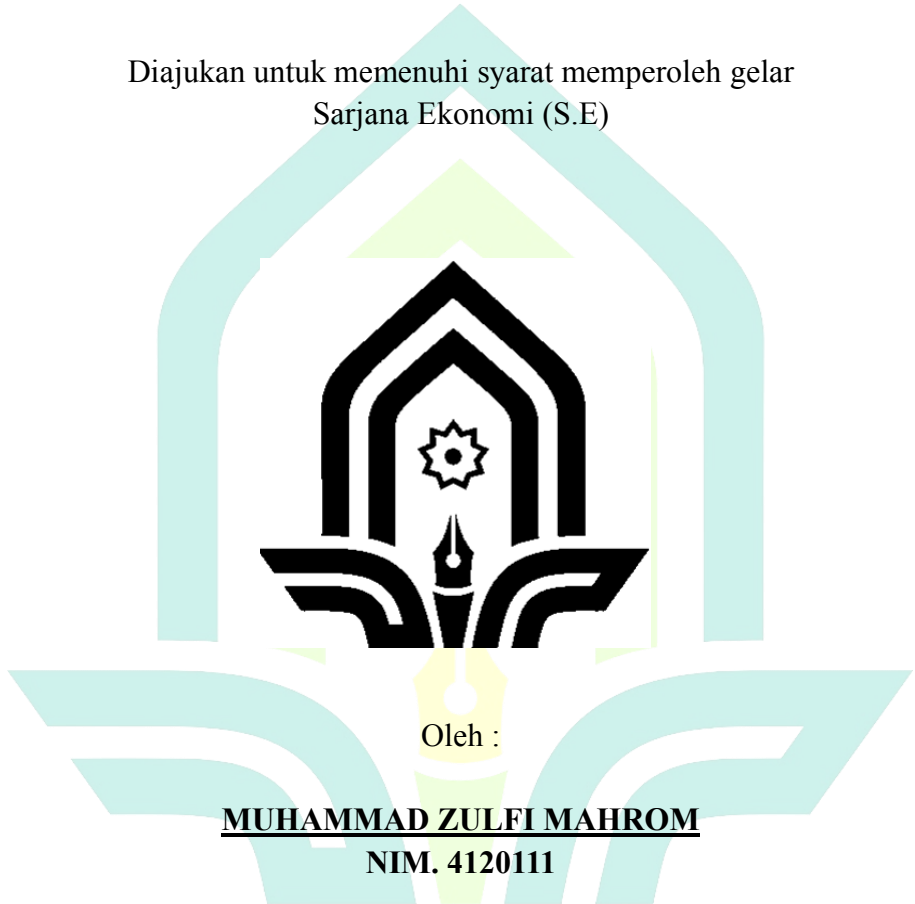 Diajukan untuk memenuhi syarat memperoleh gelar
Sarjana Ekonomi (S.E)
Oleh :
MUHAMMAD ZULFI MAHROM
NIM. 4120111